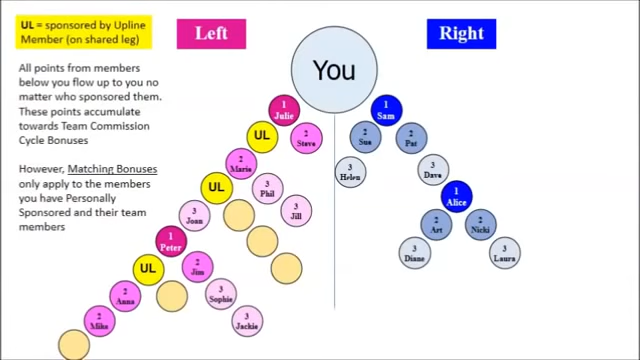 UL = sponsored by Upline
Member (on shared leg)
Left
Right
All points from members
below you flow up to you no
matter who sponsored them.
These points accumulate
towards Team Commission
Cycle Bonuses
However, Matching Bonuses
only apply to the members
you have Personally
Sponsored and their team
members
You
1
Julie
1
Sam
UL
2
Steve
2
Sue
2
Pat
2
Marie
3
Helen
3
Dave
UL
3
Phil
1
Alice
3
Joan
3
Jill
2
Art
2
Nicki
1
Peter
3
Diane
3
Laura
UL
2
Jim
2
Anna
3
Sophie
2
Mike
3
Jackie